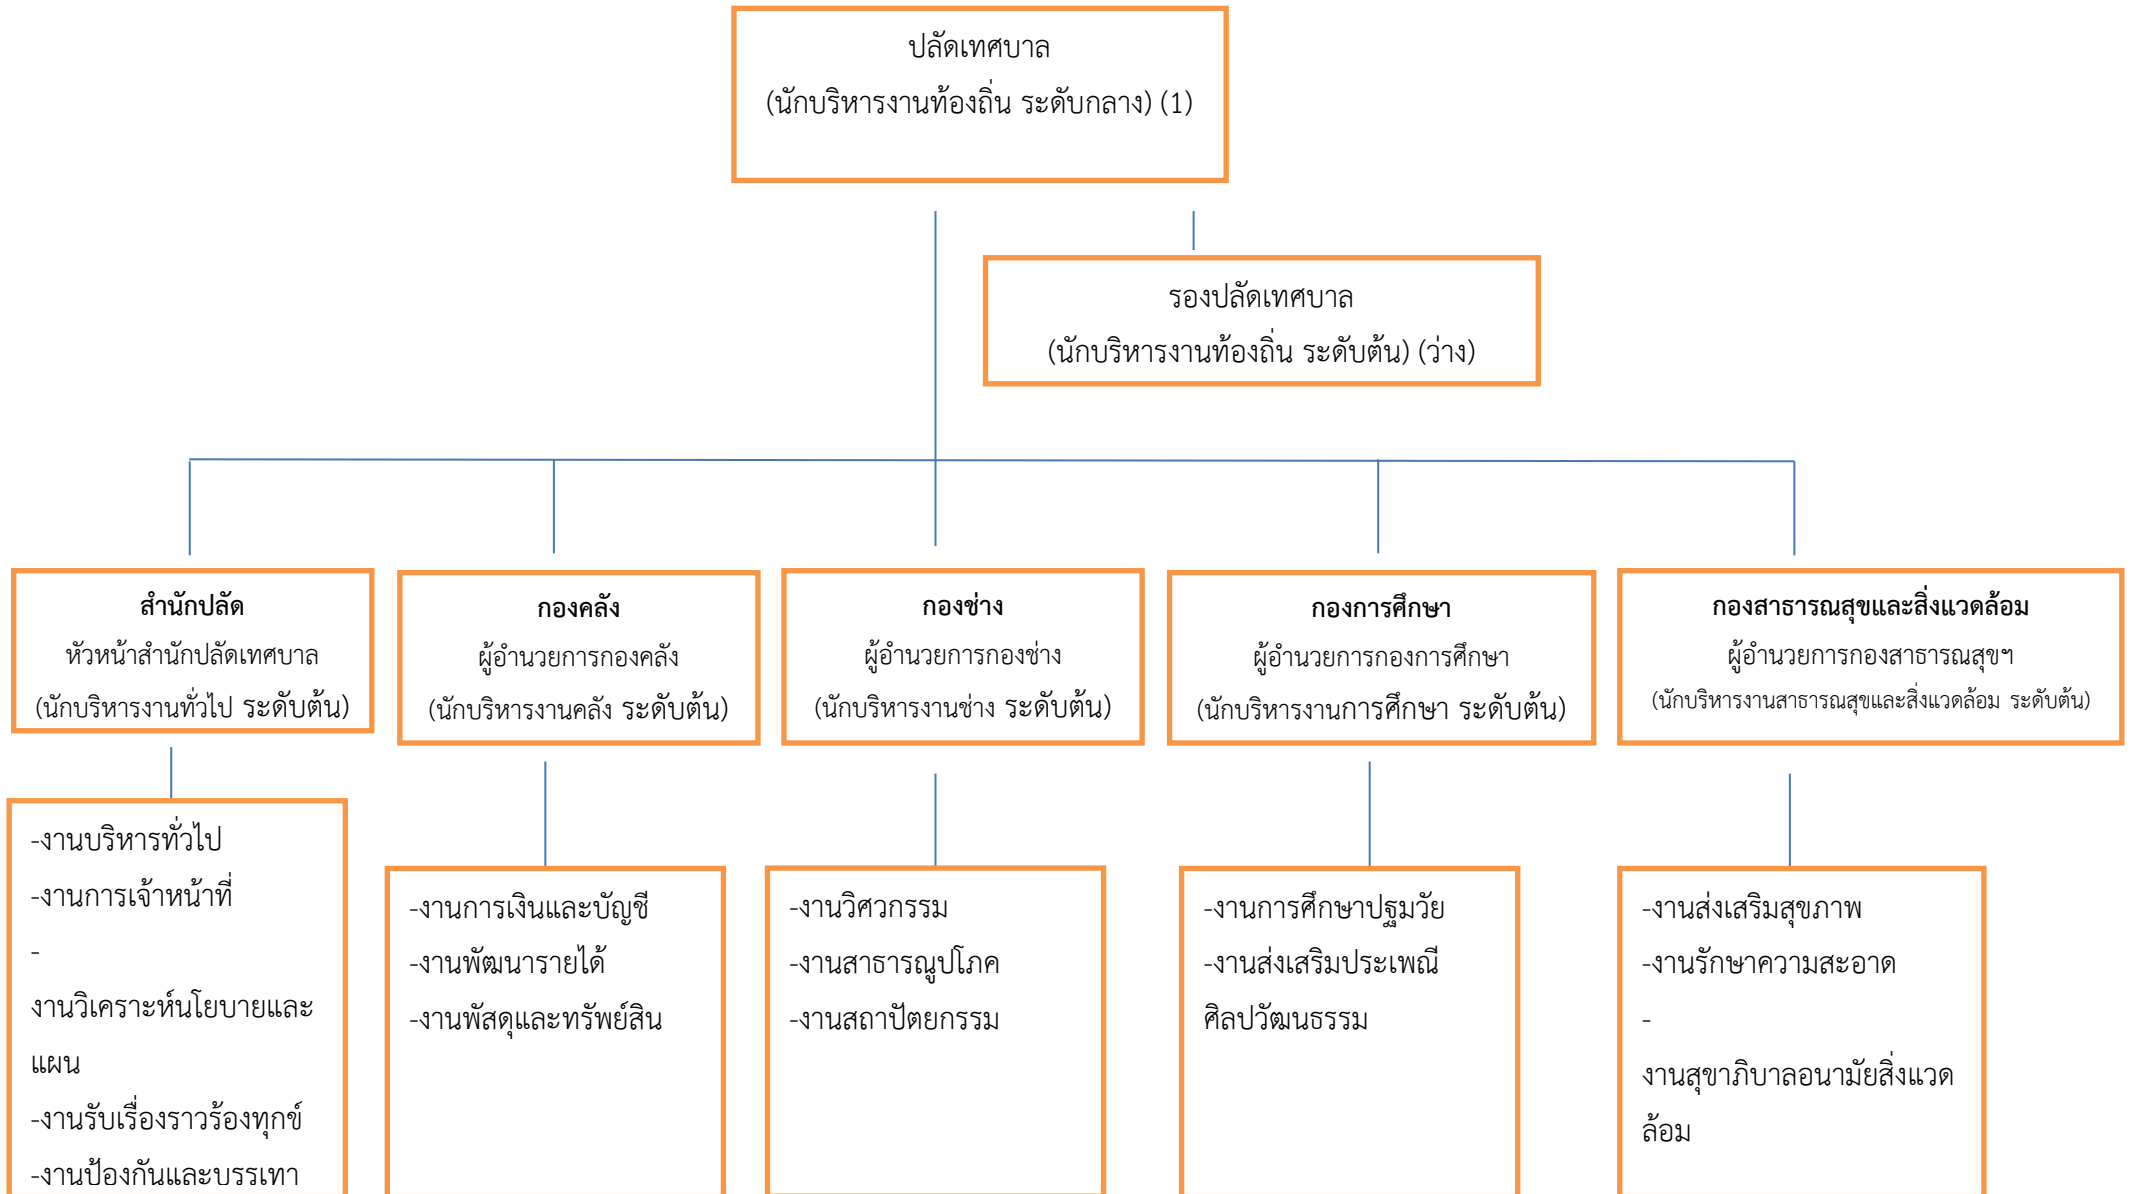 ปลัดเทศบาล
(นักบริหารงานท้องถิ่น ระดับกลาง) (1)
รองปลัดเทศบาล
(นักบริหารงานท้องถิ่น ระดับต้น) (ว่าง)
สำนักปลัด
หัวหน้าสำนักปลัดเทศบาล
(นักบริหารงานทั่วไป ระดับต้น)
กองคลัง
ผู้อำนวยการกองคลัง
(นักบริหารงานคลัง ระดับต้น)
กองช่าง
ผู้อำนวยการกองช่าง
(นักบริหารงานช่าง ระดับต้น)
กองการศึกษา
ผู้อำนวยการกองการศึกษา
(นักบริหารงานการศึกษา ระดับต้น)
กองสาธารณสุขและสิ่งแวดล้อม
ผู้อำนวยการกองสาธารณสุขฯ
(นักบริหารงานสาธารณสุขและสิ่งแวดล้อม ระดับต้น)
-งานบริหารทั่วไป
-งานการเจ้าหน้าที่
-
งานวิเคราะห์นโยบายและ
แผน
-งานรับเรื่องราวร้องทุกข์
-งานป้องกันและบรรเทา
-งานการเงินและบัญชี
-งานพัฒนารายได้
-งานพัสดุและทรัพย์สิน
-งานวิศวกรรม
-งานสาธารณูปโภค
-งานสถาปัตยกรรม
-งานการศึกษาปฐมวัย
-งานส่งเสริมประเพณี
ศิลปวัฒนธรรม
-งานส่งเสริมสุขภาพ
-งานรักษาความสะอาด
-
งานสุขาภิบาลอนามัยสิ่งแวด
ล้อม